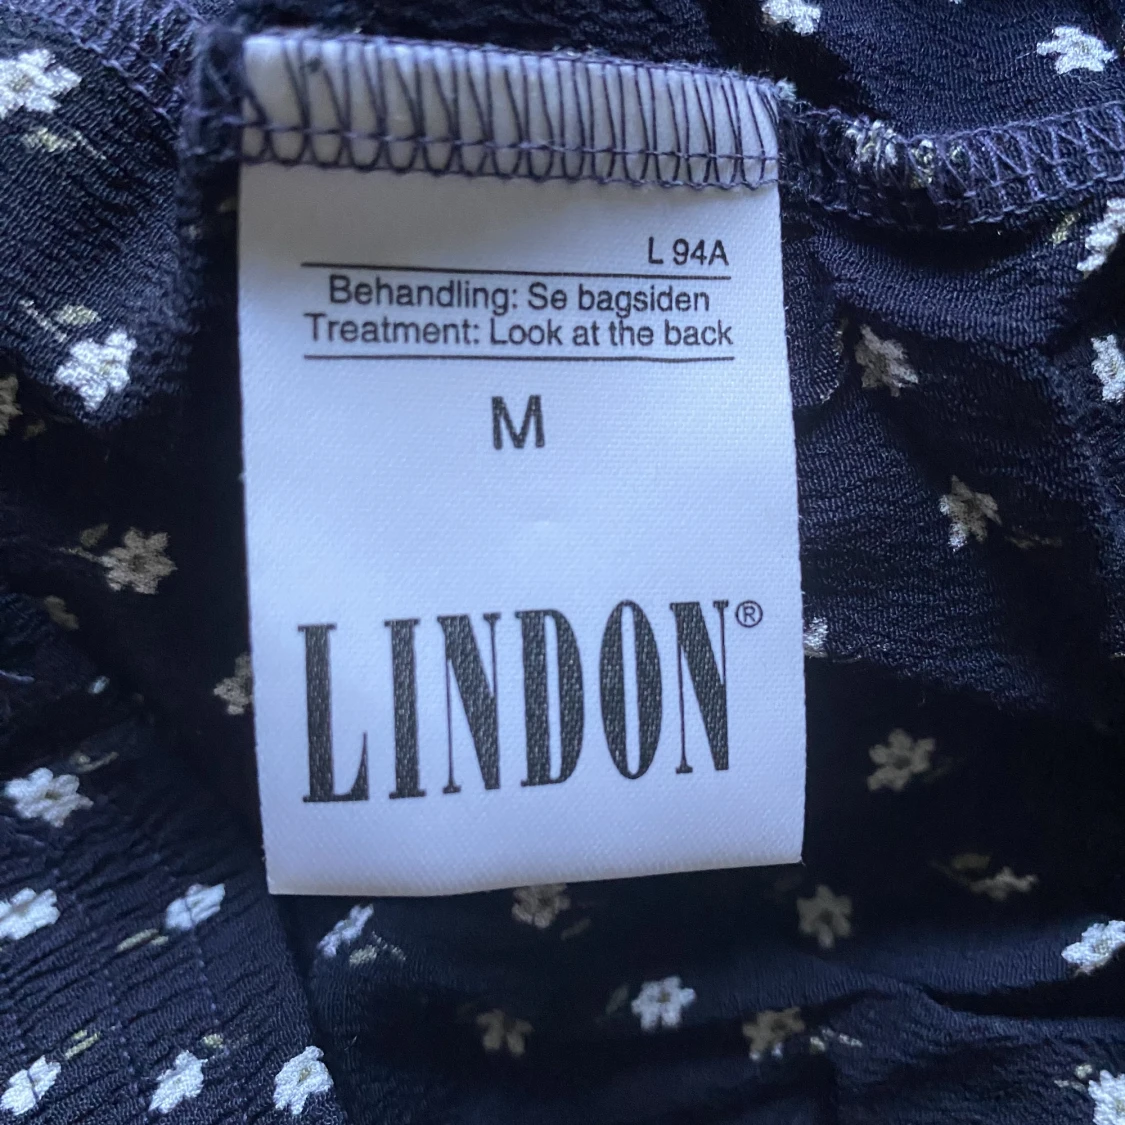 L 94A
Behandling: Se bagsiden
Treatment: Look at the back
M
LINDON®